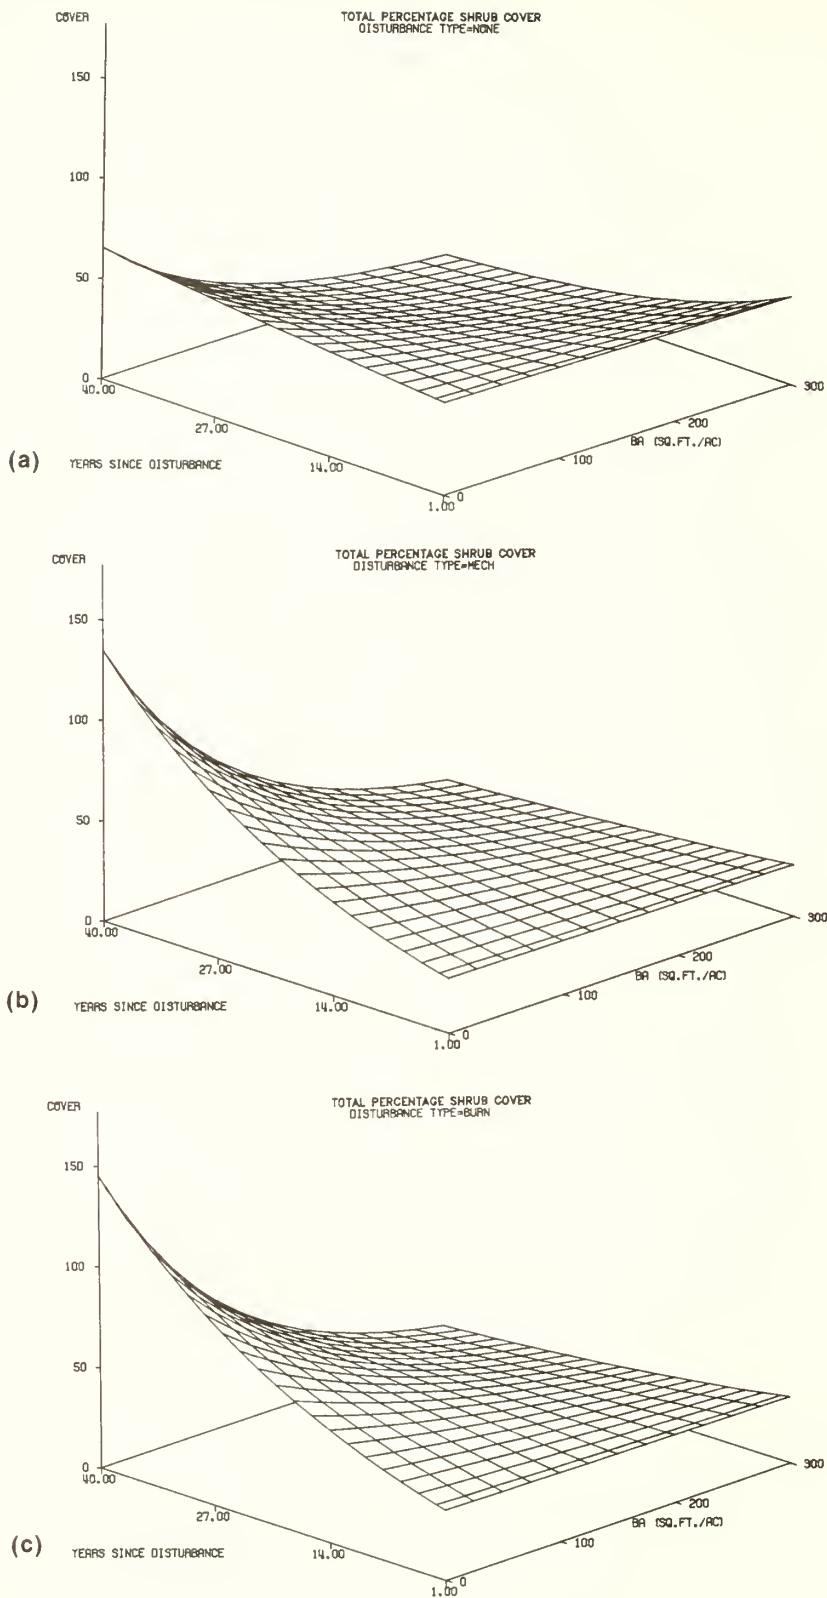 COVER
TOTAL PERCENTAGE SHRUB COVER
DISTURBANCE TYPE=NONE
150
100
50
0
40.00
27.00
14.00
1.00
0
100
200
300
BA (SQ.FT./AC)
(a) YEARS SINCE DISTURBANCE
COVER
TOTAL PERCENTAGE SHRUB COVER
DISTURBANCE TYPE=MECH
150
100
50
0
40.00
27.00
14.00
1.00
0
100
200
300
BA (SQ.FT./AC)
(b) YEARS SINCE DISTURBANCE
COVER
TOTAL PERCENTAGE SHRUB COVER
DISTURBANCE TYPE=BURN
150
100
50
0
40.00
27.00
14.00
1.00
0
100
200
300
BA (SQ.FT./AC)
(c) YEARS SINCE DISTURBANCE